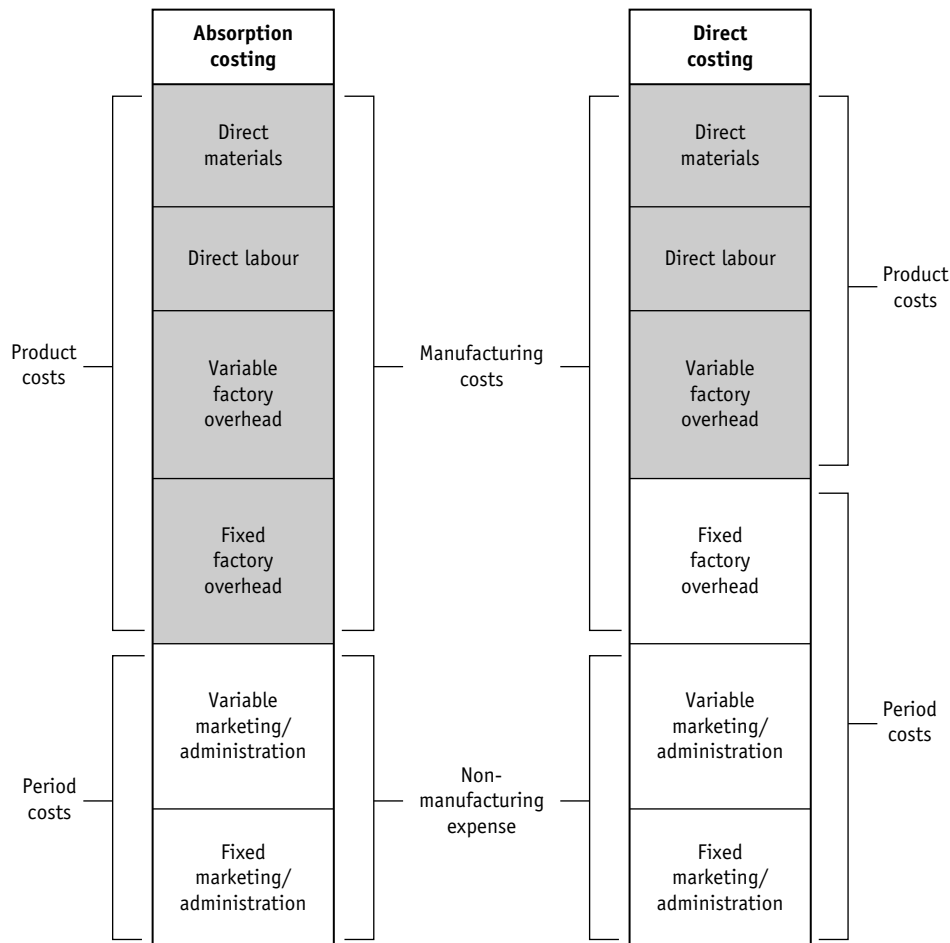 Absorption
costing
Direct
costing
Direct
materials
Direct
materials
Direct labour
Direct labour
Product
costs
Product
costs
Manufacturing
costs
Variable
factory
overhead
Variable
factory
overhead
Fixed
factory
overhead
Fixed
factory
overhead
Variable
marketing/
administration
Variable
marketing/
administration
Period
costs
Period
costs
Non-
manufacturing
expense
Fixed
marketing/
administration
Fixed
marketing/
administration